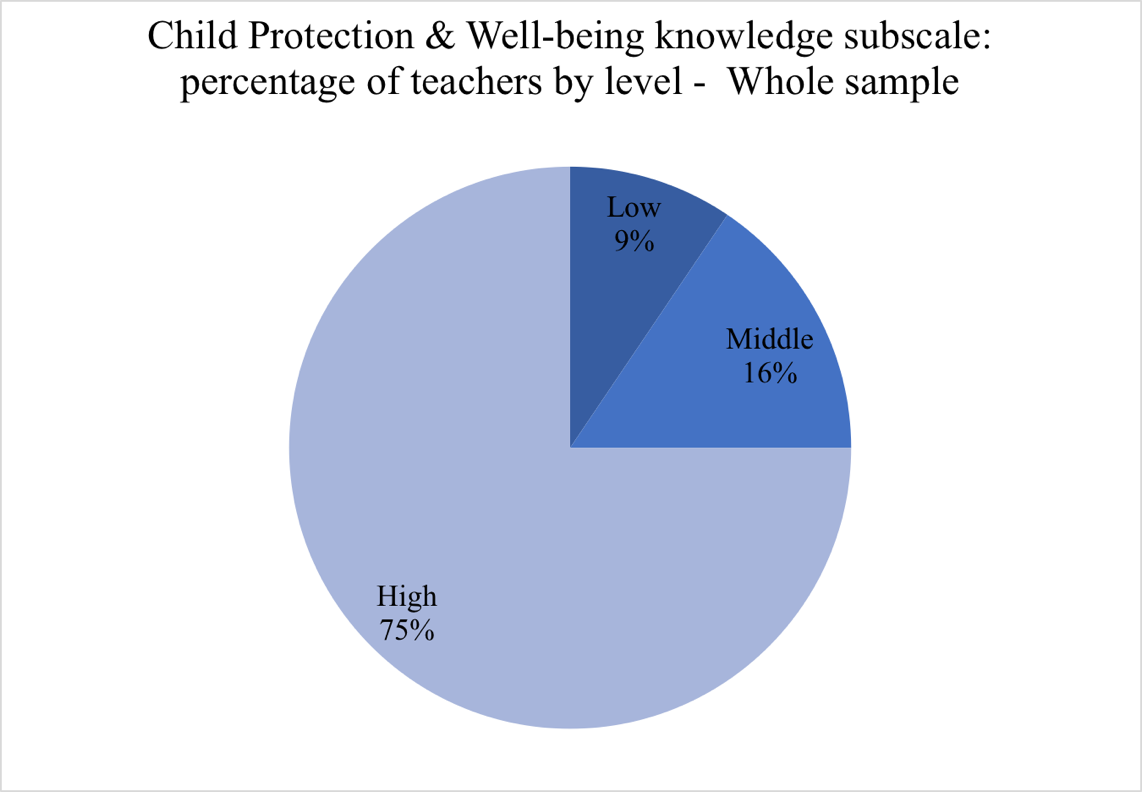 Child Protection & Well-being knowledge subscale:
percentage of teachers by level -  Whole sample
Low
9%
Middle
16%
High
75%